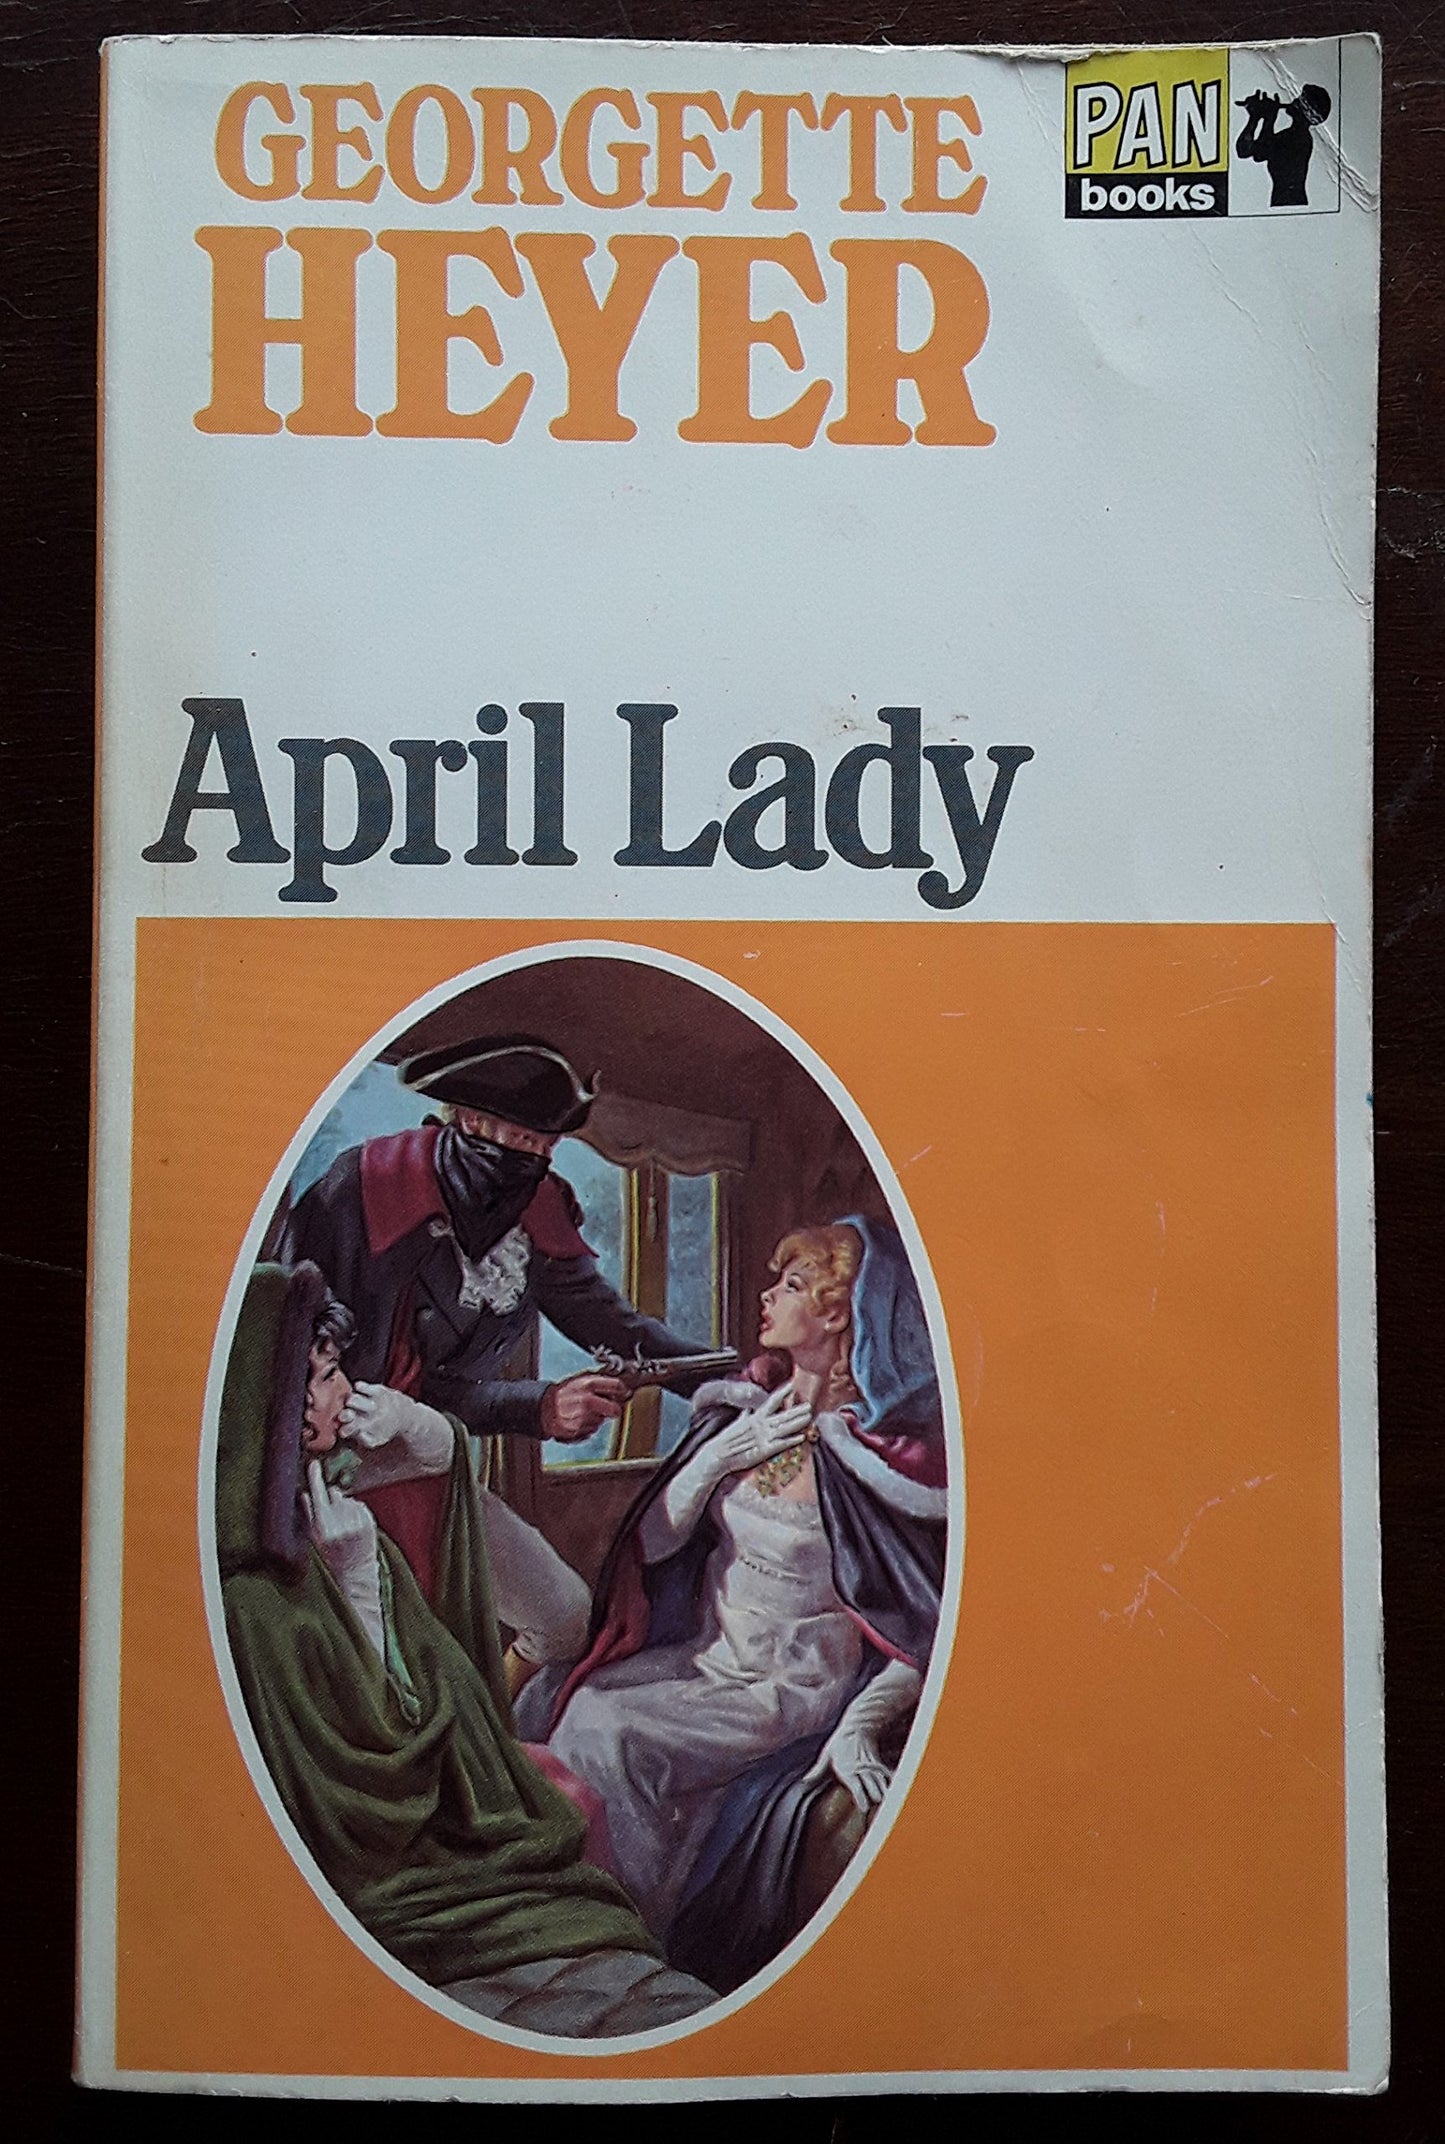 GEORGETTE
HEYER
PAN
books
April Lady